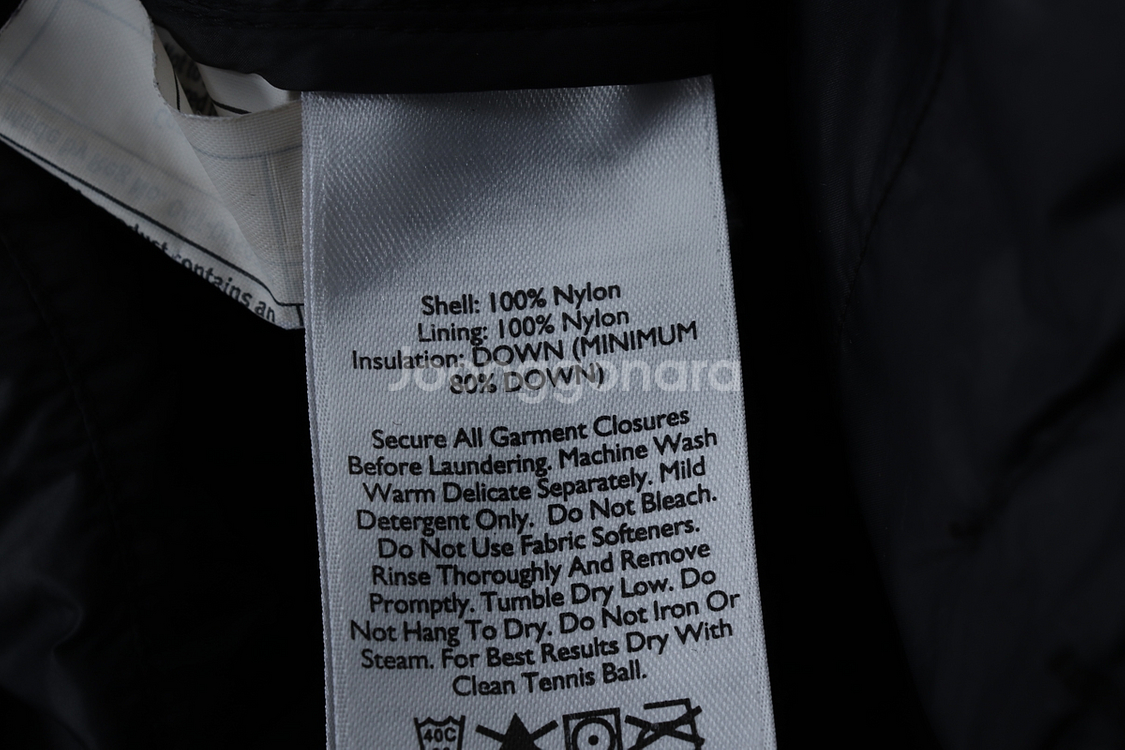 Shell: 100% Nylon
Lining: 100% Nylon
Insulation: DOWN (MINIMUM
80% DOWN)
Secure All Garment Closures
Before Laundering. Machine Wash
Warm Delicate Separately. Mild
Detergent Only. Do Not Bleach.
Do Not Use Fabric Softeners.
Rinse Thoroughly And Remove
Promptly. Tumble Dry Low. Do
Not Hang To Dry. Do Not Iron Or
Steam. For Best Results Dry With
Clean Tennis Ball.
40C
contains an
Joonggonara